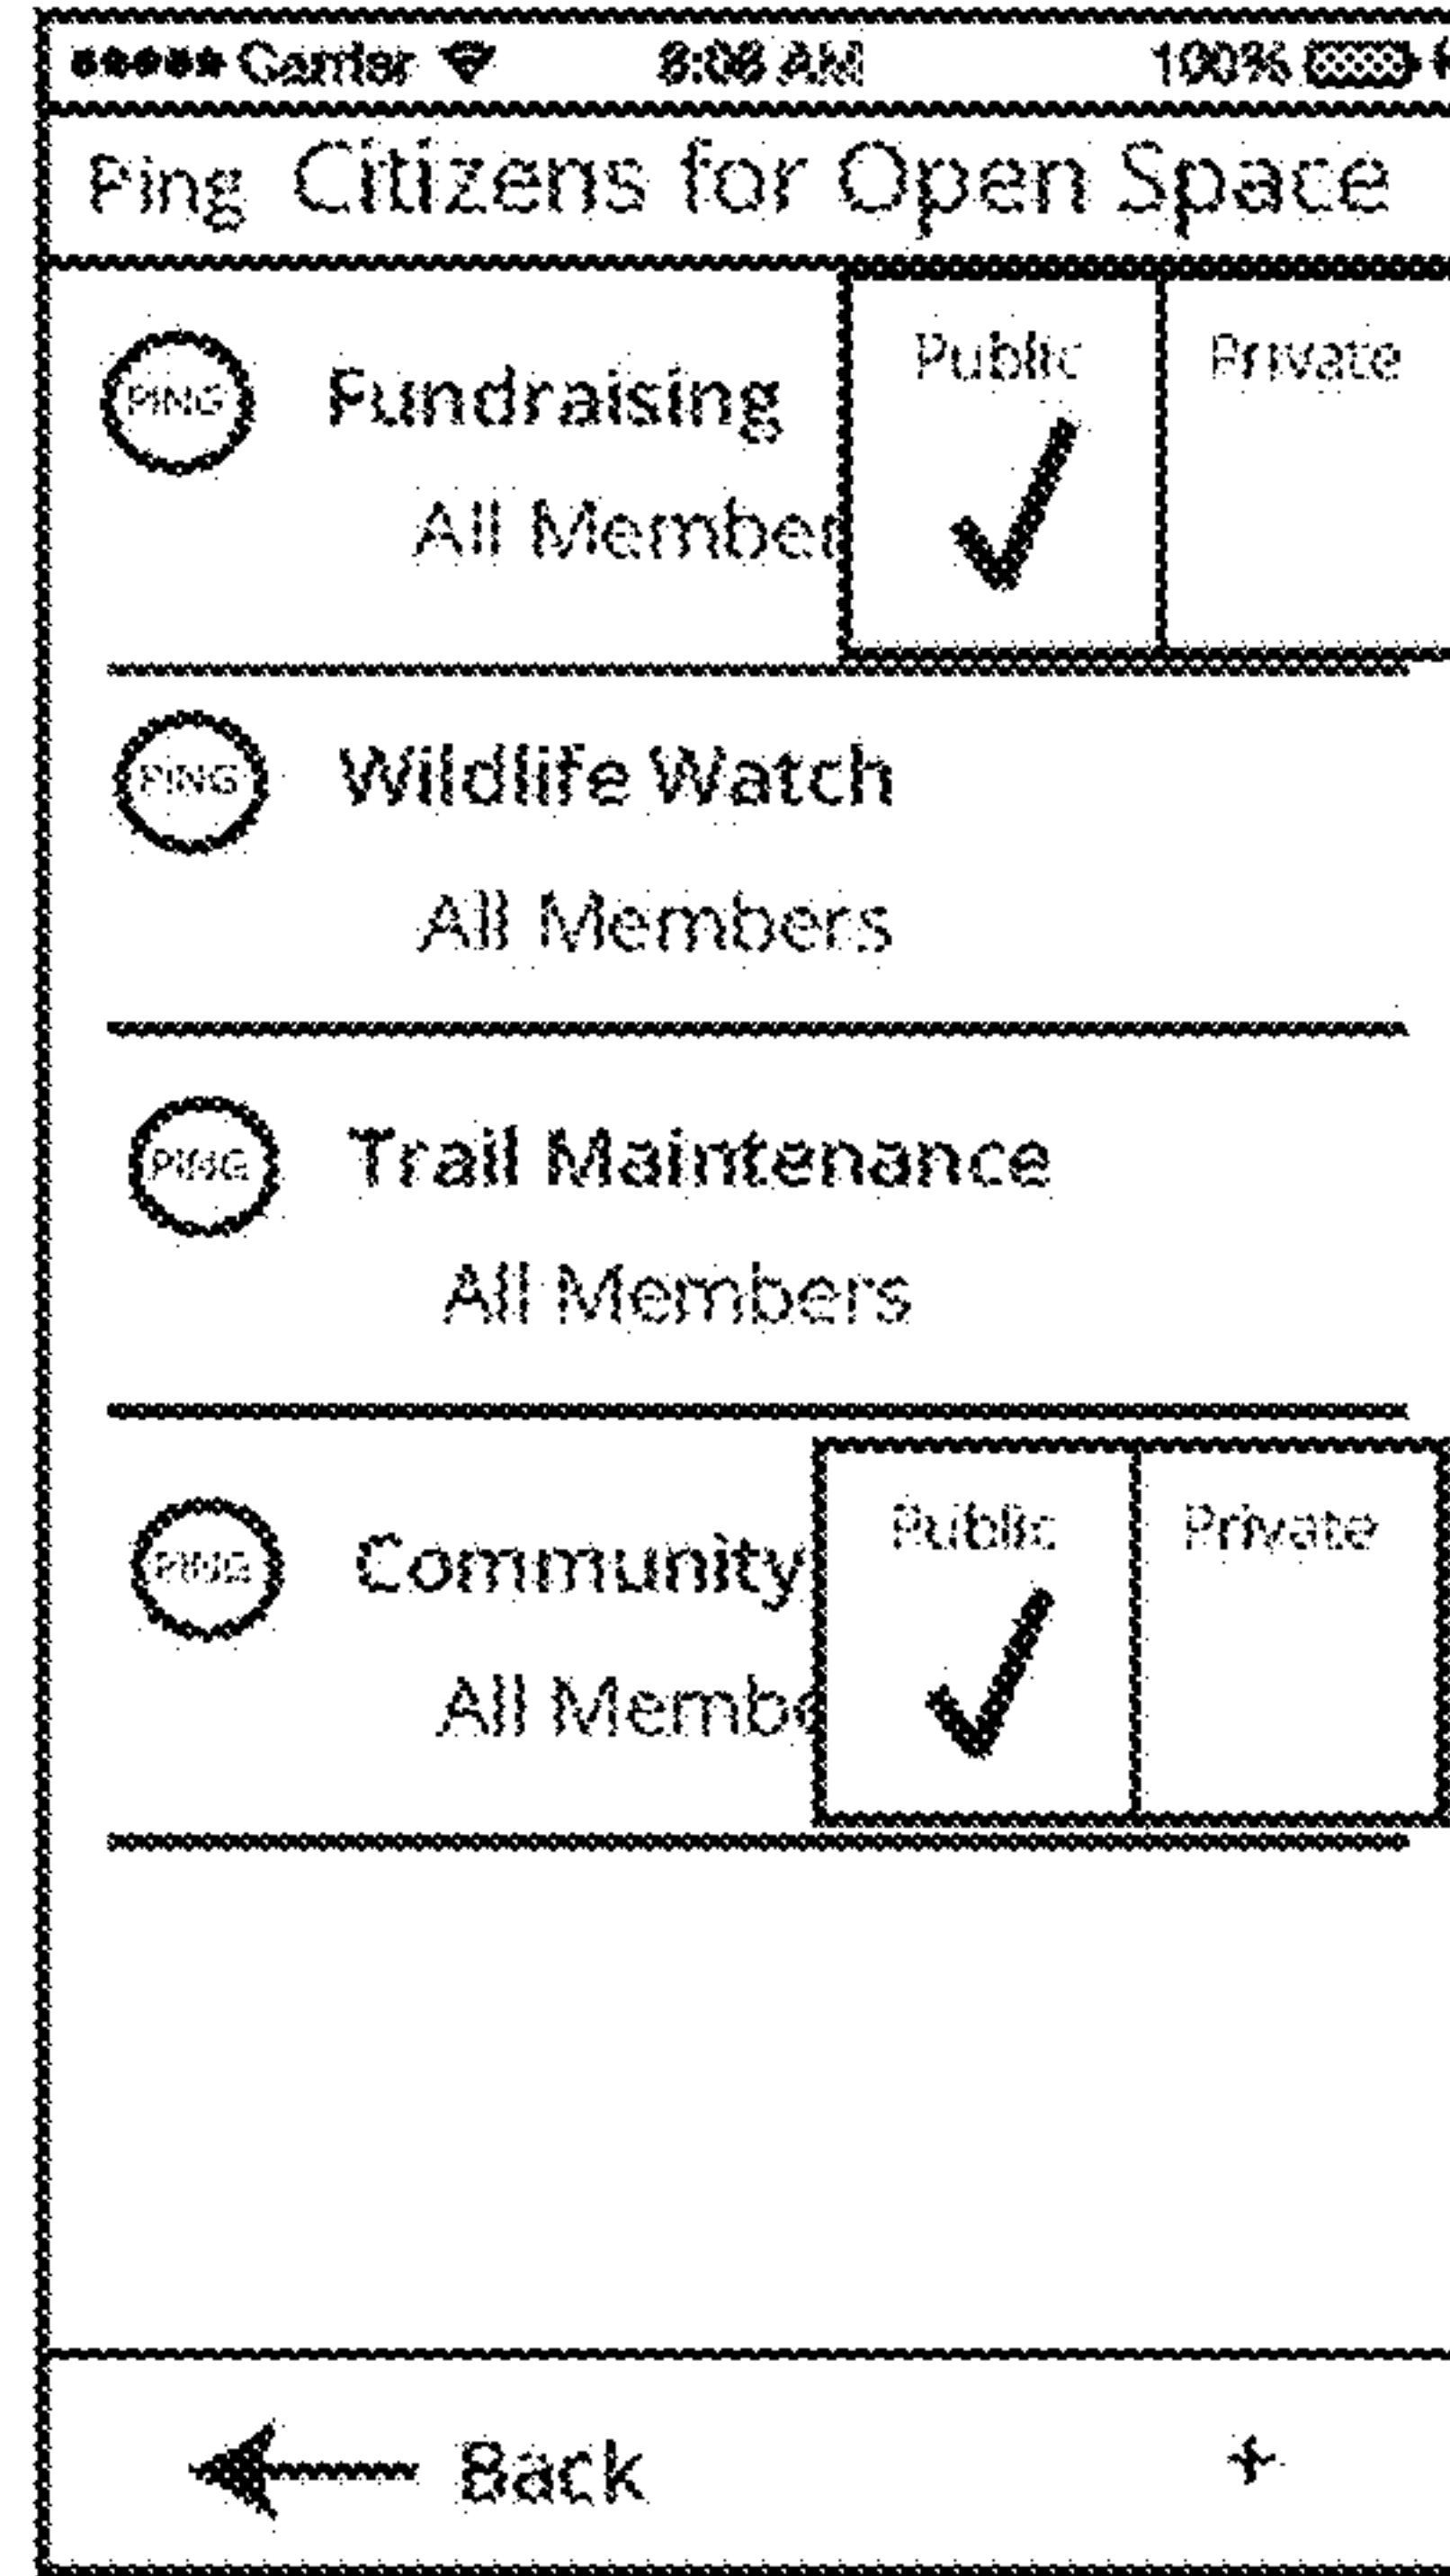 Carrier 8:08 AM 100%
Ping Citizens for Open Space
PING Fundraising Public Private
All Member
PING Wildlife Watch
All Members
PING Trail Maintenance
All Members
PING Community Public Private
All Membe
Back +